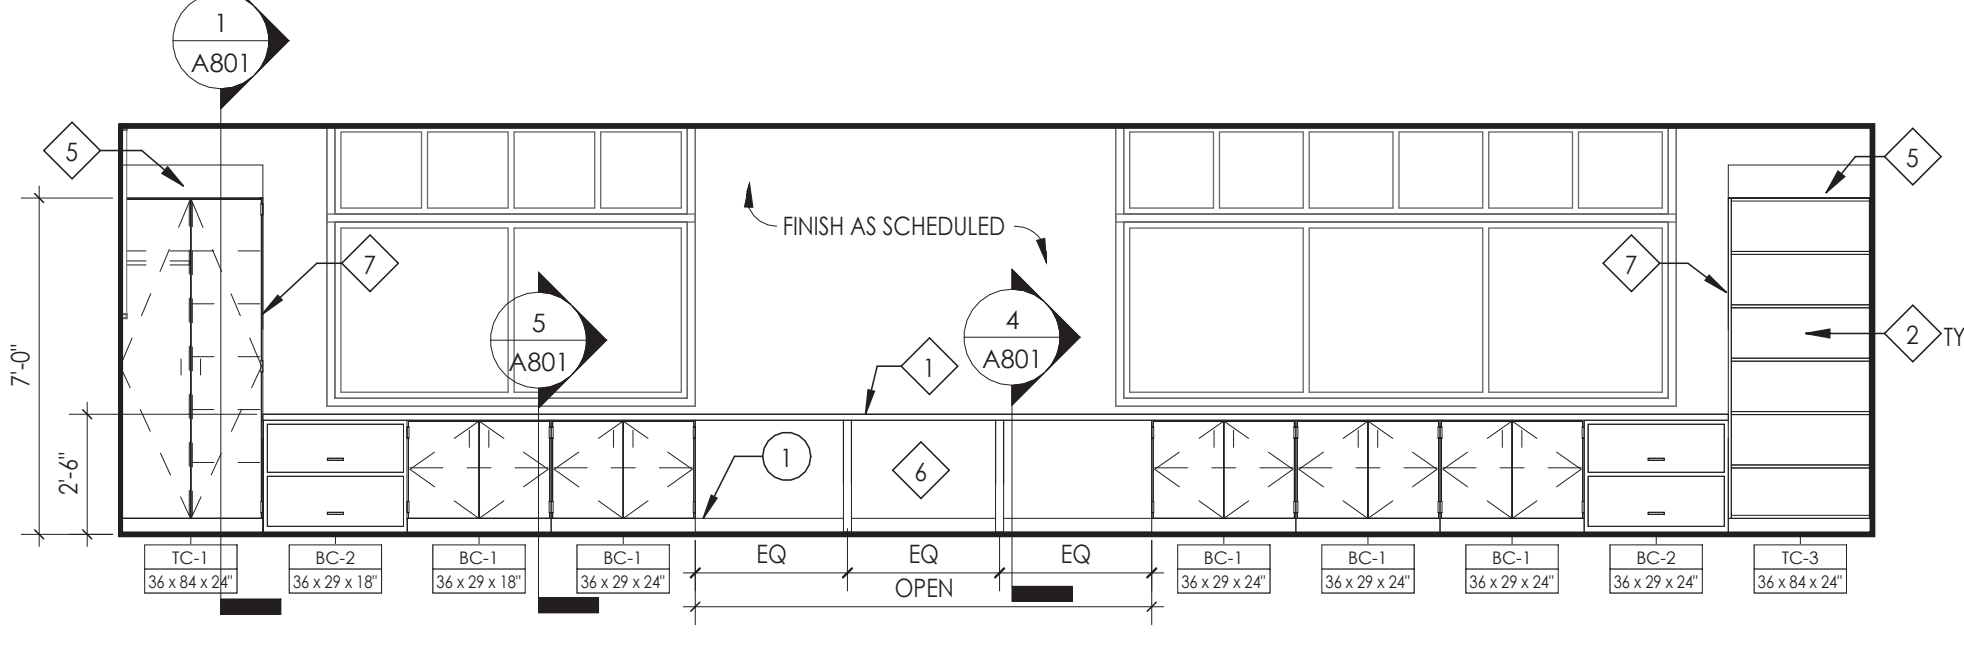 1
A801
5
5
FINISH AS SCHEDULED
7
7
5
A801
4
A801
2 TY
1
7'-0"
2'-6"
1
6
TC-1
36 x 84 x 24"
BC-2
36 x 29 x 18"
BC-1
36 x 29 x 18"
BC-1
36 x 29 x 24"
EQ
EQ
EQ
OPEN
BC-1
36 x 29 x 24"
BC-1
36 x 29 x 24"
BC-1
36 x 29 x 24"
BC-2
36 x 29 x 24"
TC-3
36 x 84 x 24"